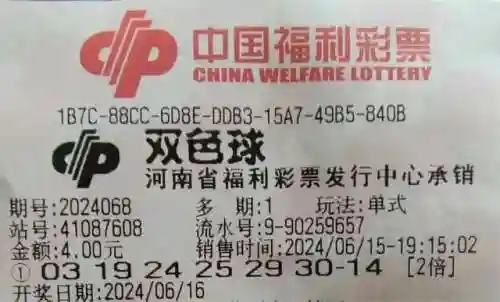 中国福利彩票
CHINA WELFARE LOTTERY
1B7C-88CC-6D8E-DDB3-15A7-49B5-840B
双色球
河南省福利彩票发行中心承销
期号:2024068 多期:1 玩法:单式
站号:41087608 流水号:9-90259657
金额:4.00元 销售时间:2024/06/15-19:15:02
①03 19 24 25 29 30-14 [2倍]
开奖日期:2024/06/16